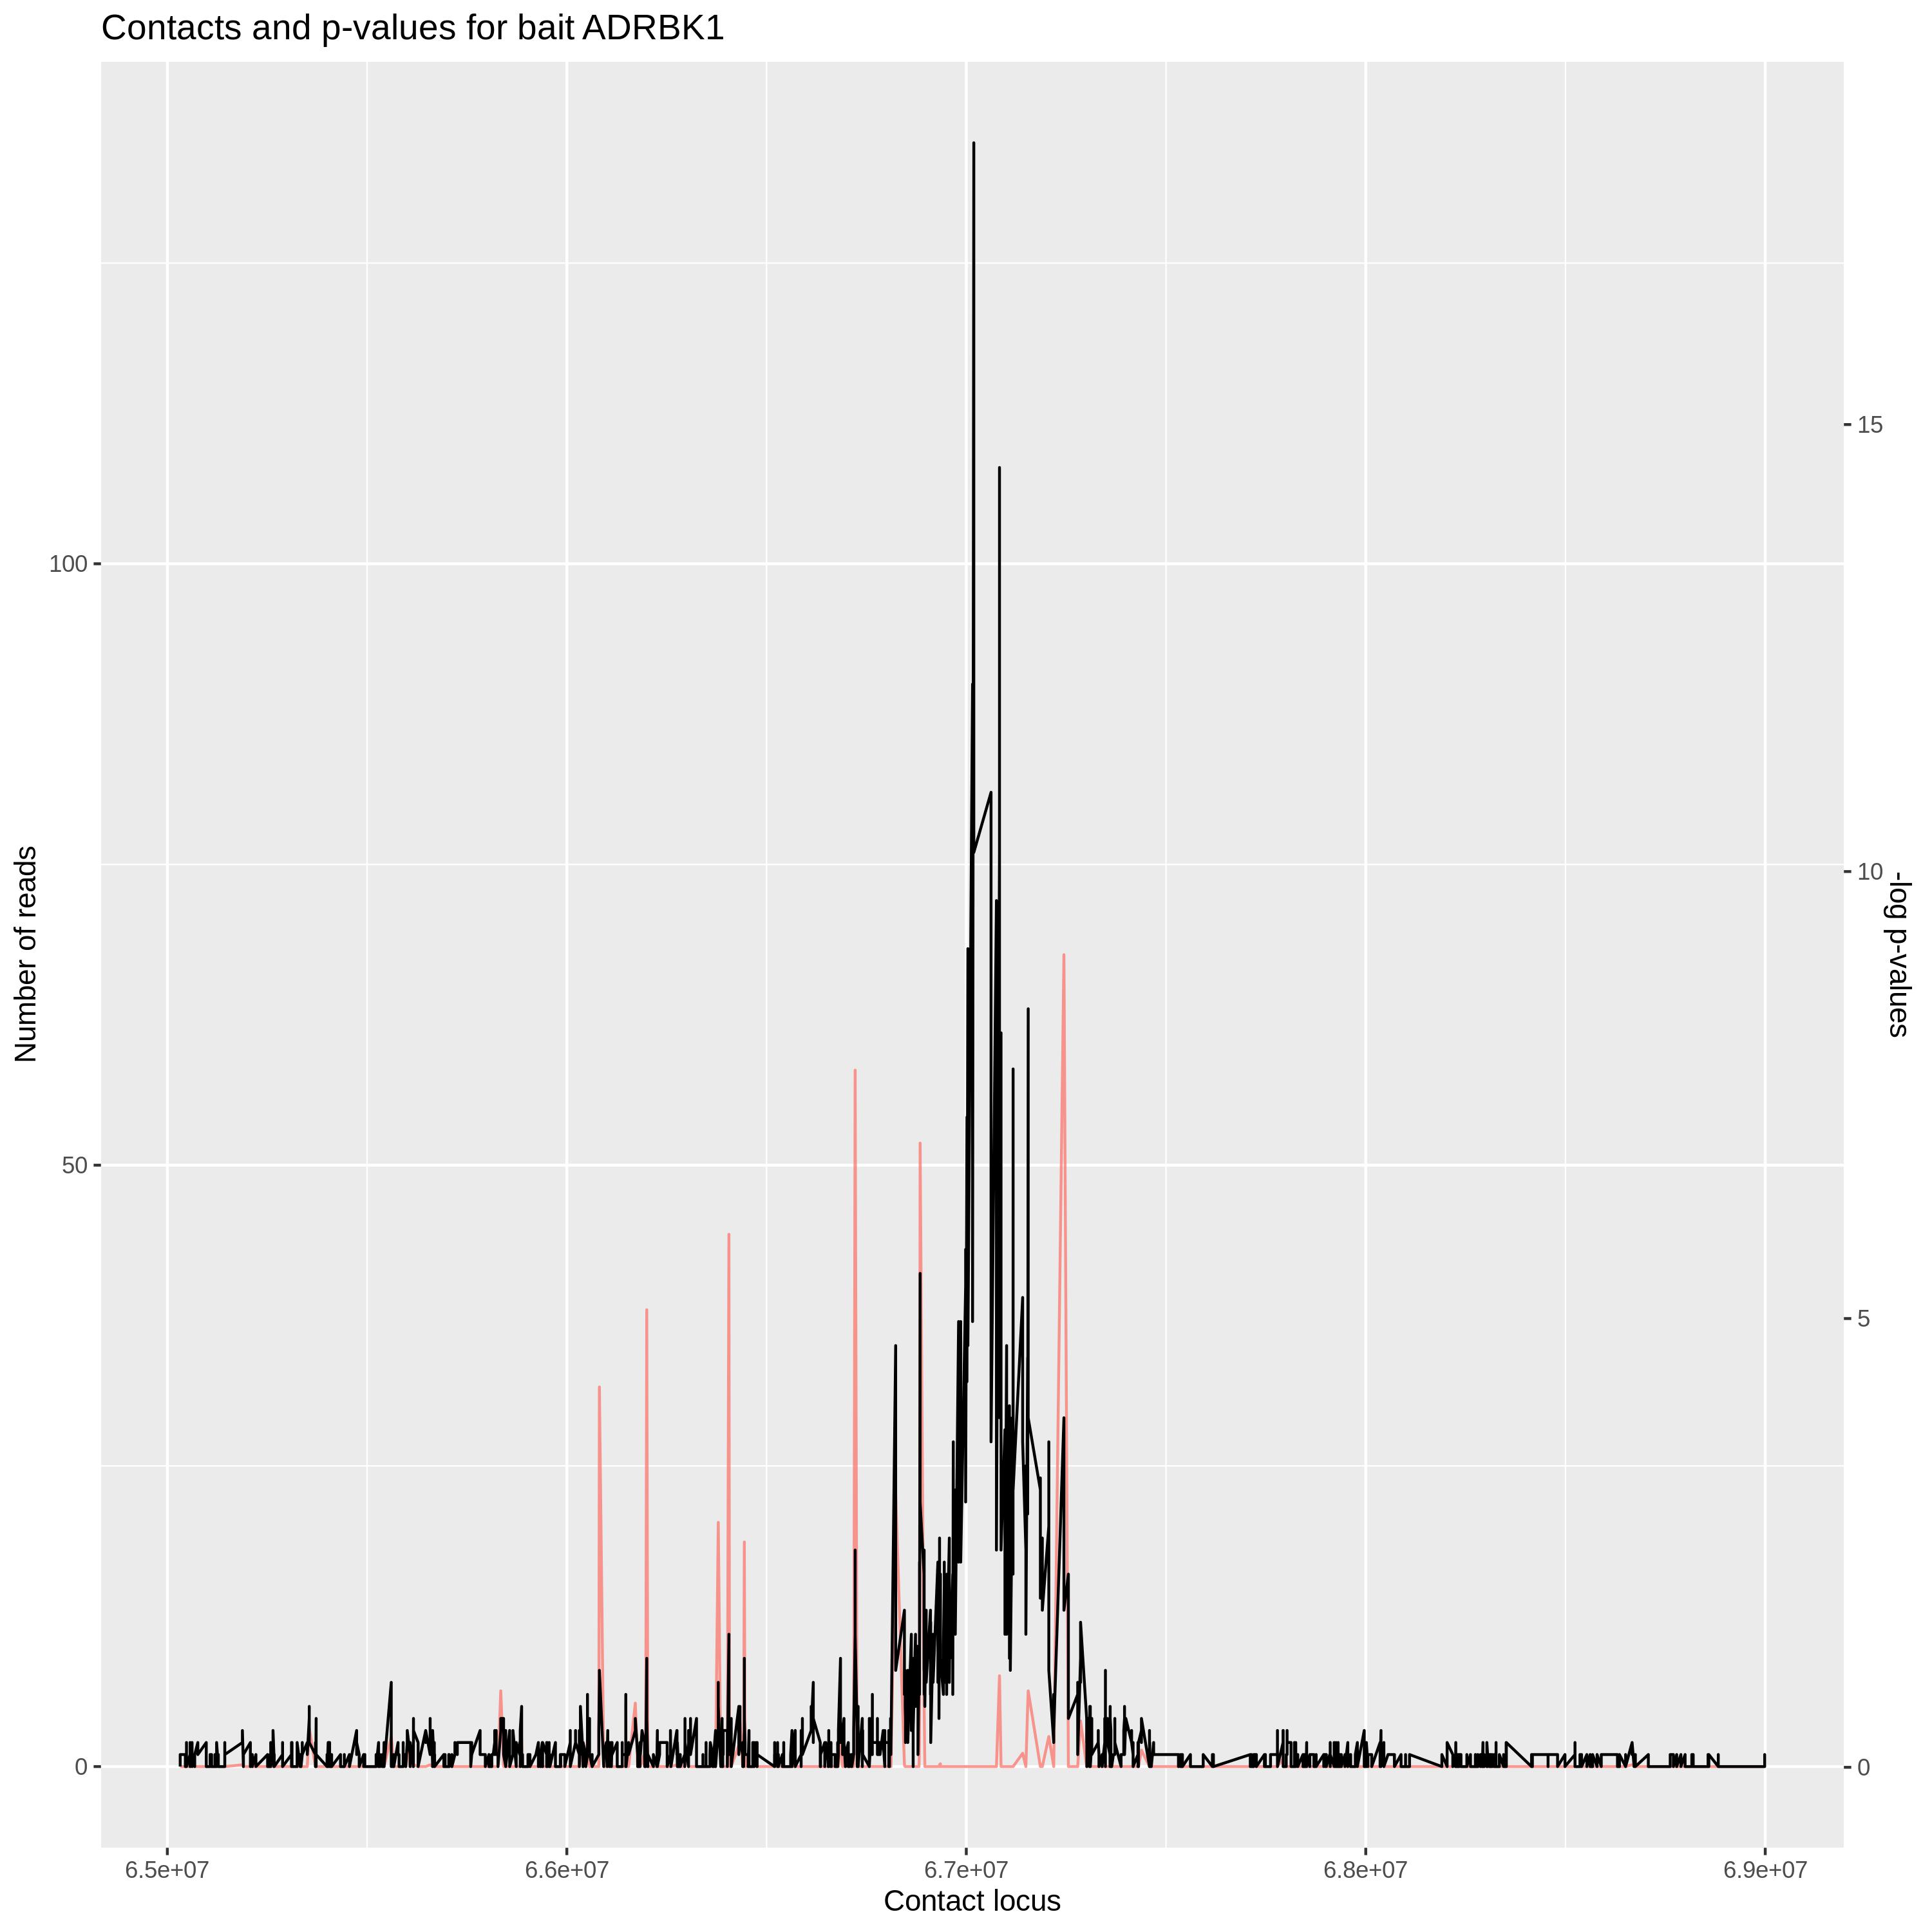 Contacts and p-values for bait ADRBK1
Number of reads
100
50
0
15
10
5
0
-log p-values
6.5e+07 6.6e+07 6.7e+07 6.8e+07 6.9e+07
Contact locus